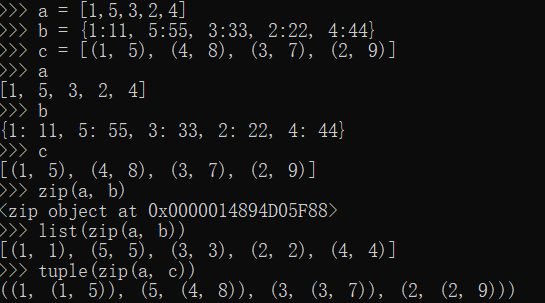 >>> a = [1,5,3,2,4]
>>> b = {1:11, 5:55, 3:33, 2:22, 4:44}
>>> c = [(1, 5), (4, 8), (3, 7), (2, 9)]
>>> a
[1, 5, 3, 2, 4]
>>> b
{1: 11, 5: 55, 3: 33, 2: 22, 4: 44}
>>> c
[(1, 5), (4, 8), (3, 7), (2, 9)]
>>> zip(a, b)
<zip object at 0x0000014894D05F88>
>>> list(zip(a, b))
[(1, 1), (5, 5), (3, 3), (2, 2), (4, 4)]
>>> tuple(zip(a, c))
((1, (1, 5)), (5, (4, 8)), (3, (3, 7)), (2, (2, 9)))